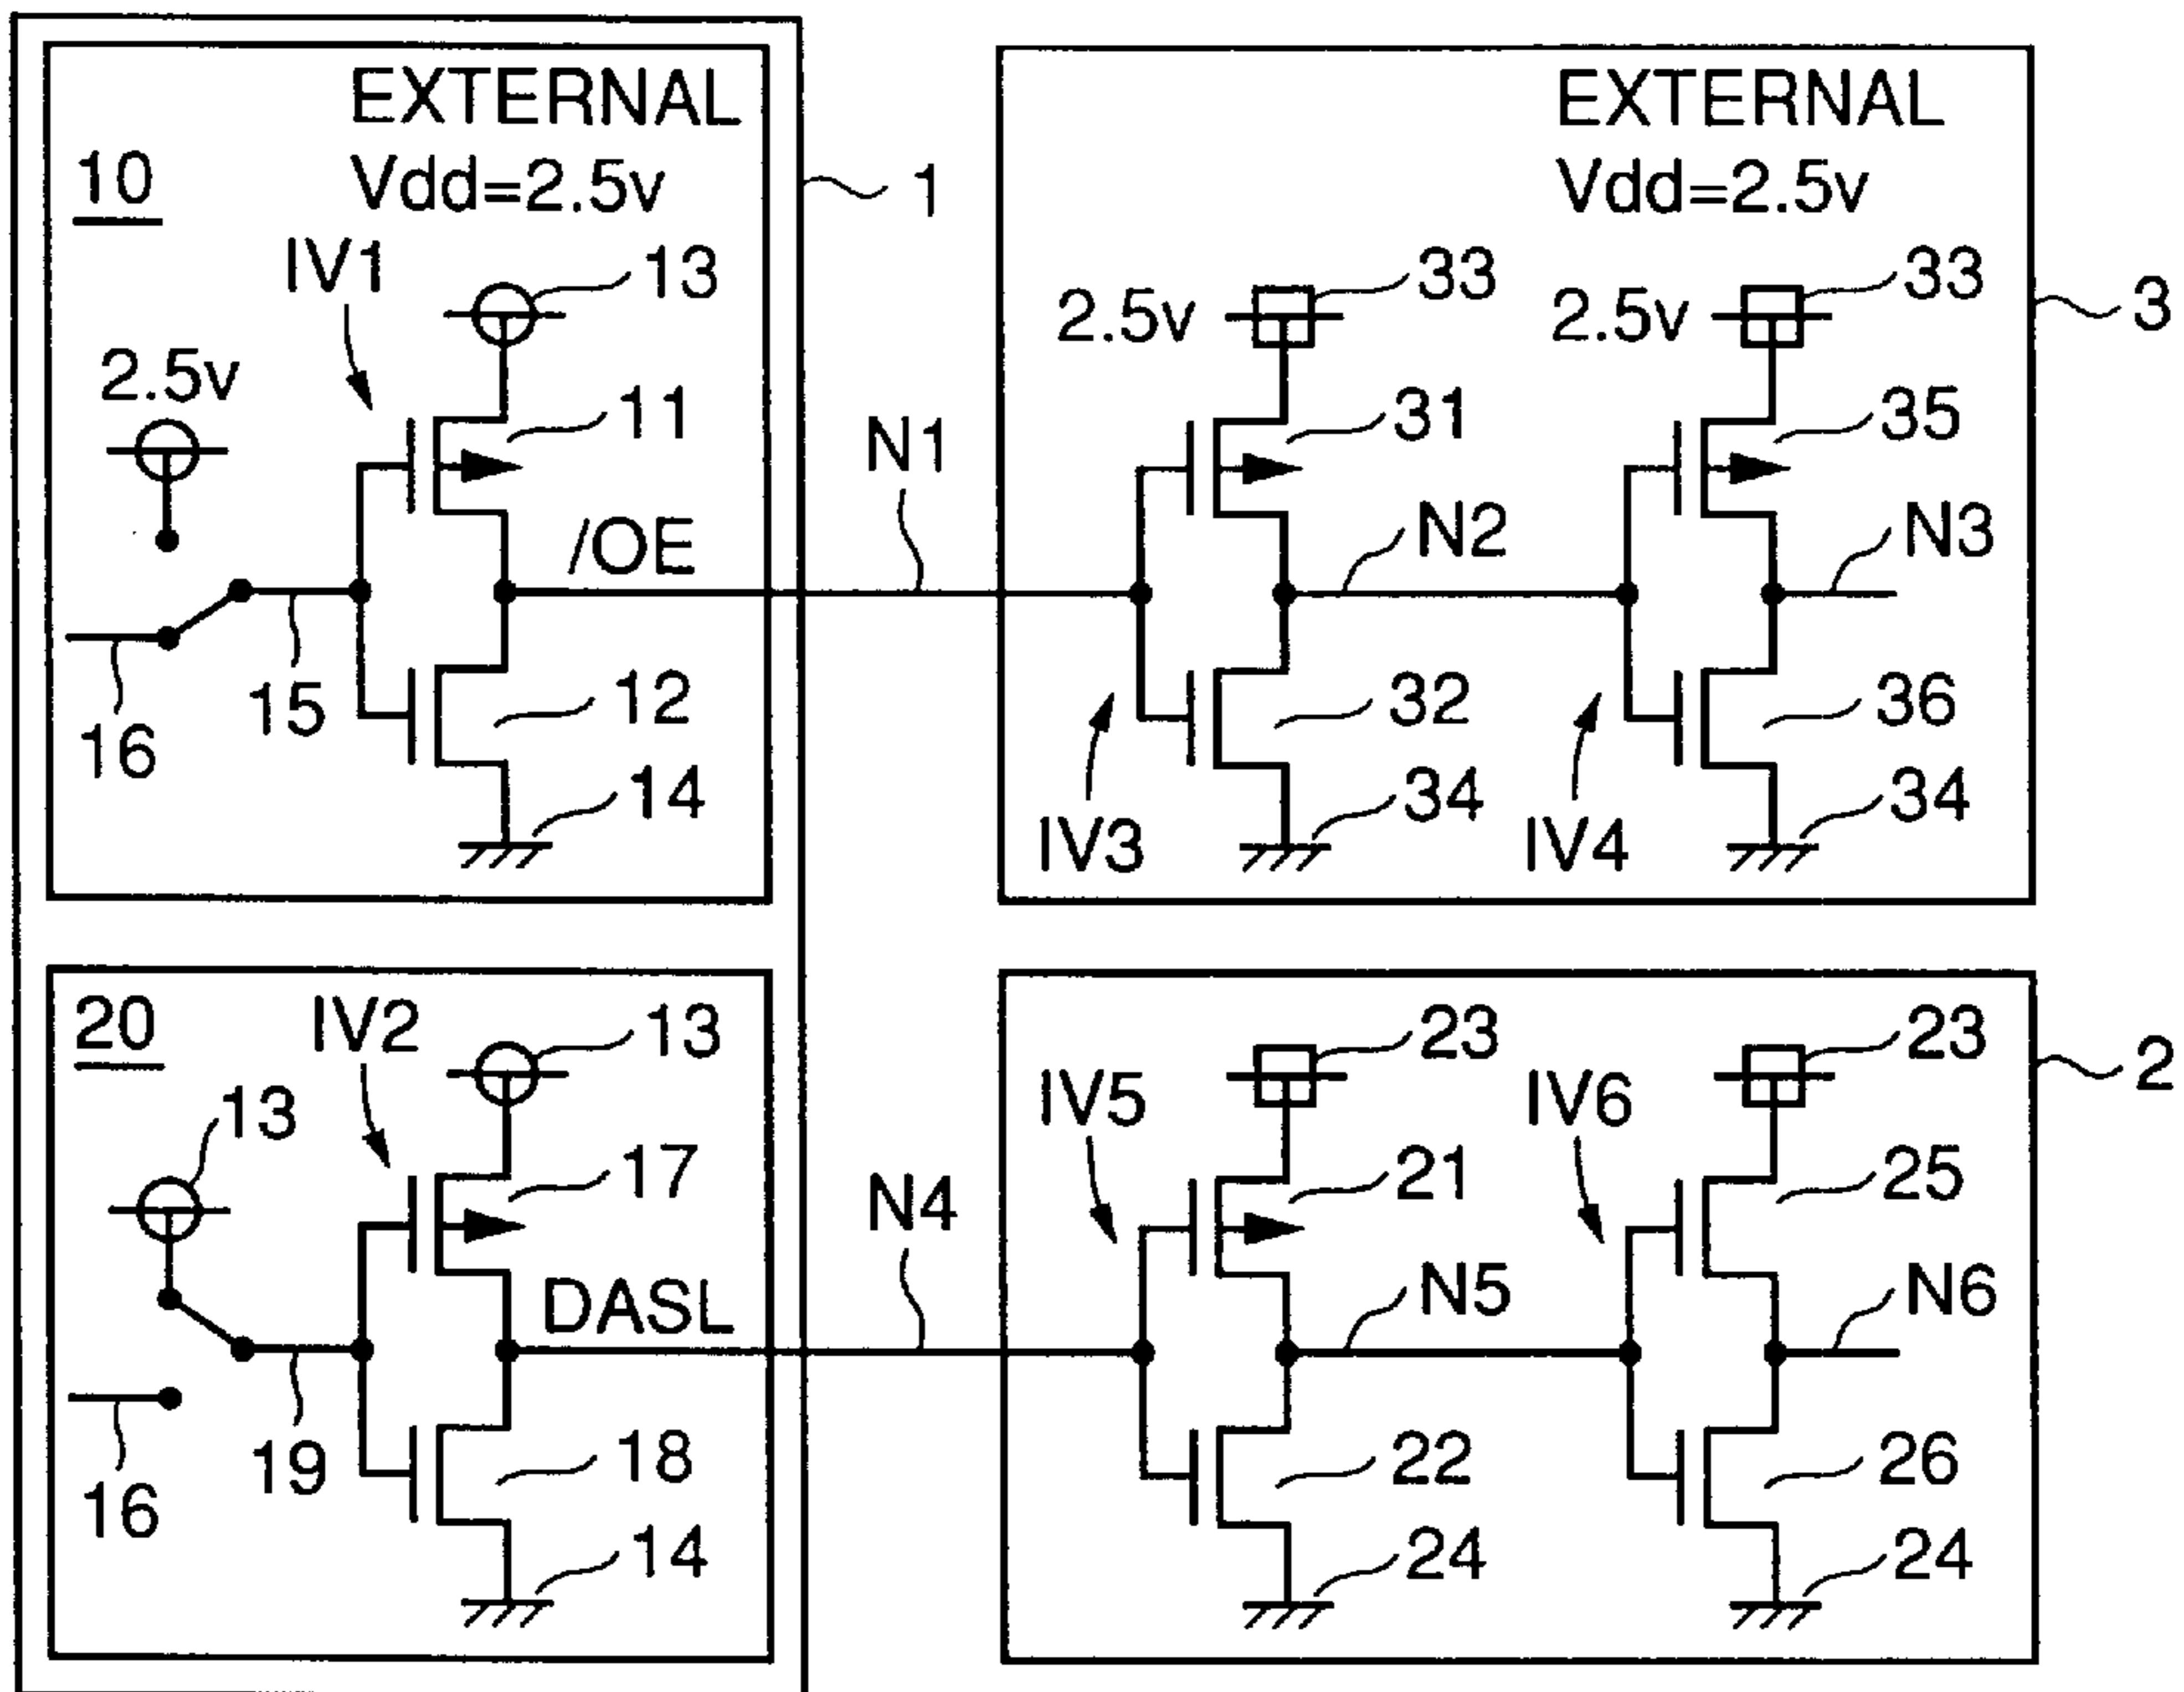 EXTERNAL
Vdd=2.5v
10
IV1
13
2.5v
11
/OE
15
12
16
14
1
N1
EXTERNAL
Vdd=2.5v
2.5v
33
2.5v
33
3
31
35
N2
N3
32
36
IV3
34
IV4
34
20
IV2
13
13
17
DASL
19
18
16
14
N4
IV5
23
IV6
23
2
21
25
N5
N6
22
26
24
24